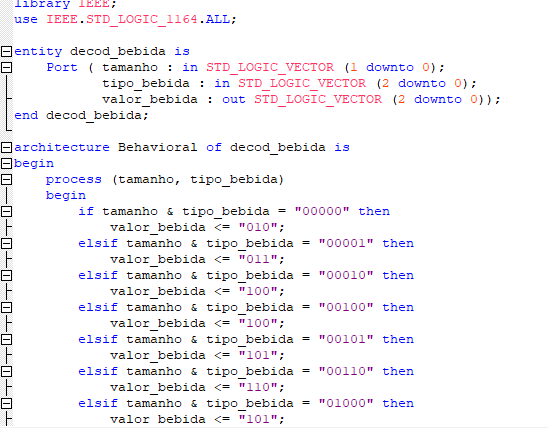 library IEEE;
use IEEE.STD_LOGIC_1164.ALL;
entity decod_bebida is
Port ( tamanho : in STD_LOGIC_VECTOR (1 downto 0);
tipo_bebida : in STD_LOGIC_VECTOR (2 downto 0);
valor_bebida : out STD_LOGIC_VECTOR (2 downto 0));
end decod_bebida;
architecture Behavioral of decod_bebida is
begin
process (tamanho, tipo_bebida)
begin
if tamanho & tipo_bebida = "00000" then
valor_bebida <= "010";
elsif tamanho & tipo_bebida = "00001" then
valor_bebida <= "011";
elsif tamanho & tipo_bebida = "00010" then
valor_bebida <= "100";
elsif tamanho & tipo_bebida = "00100" then
valor_bebida <= "100";
elsif tamanho & tipo_bebida = "00101" then
valor_bebida <= "101";
elsif tamanho & tipo_bebida = "00110" then
valor_bebida <= "110";
elsif tamanho & tipo_bebida = "01000" then
valor_bebida <= "101";